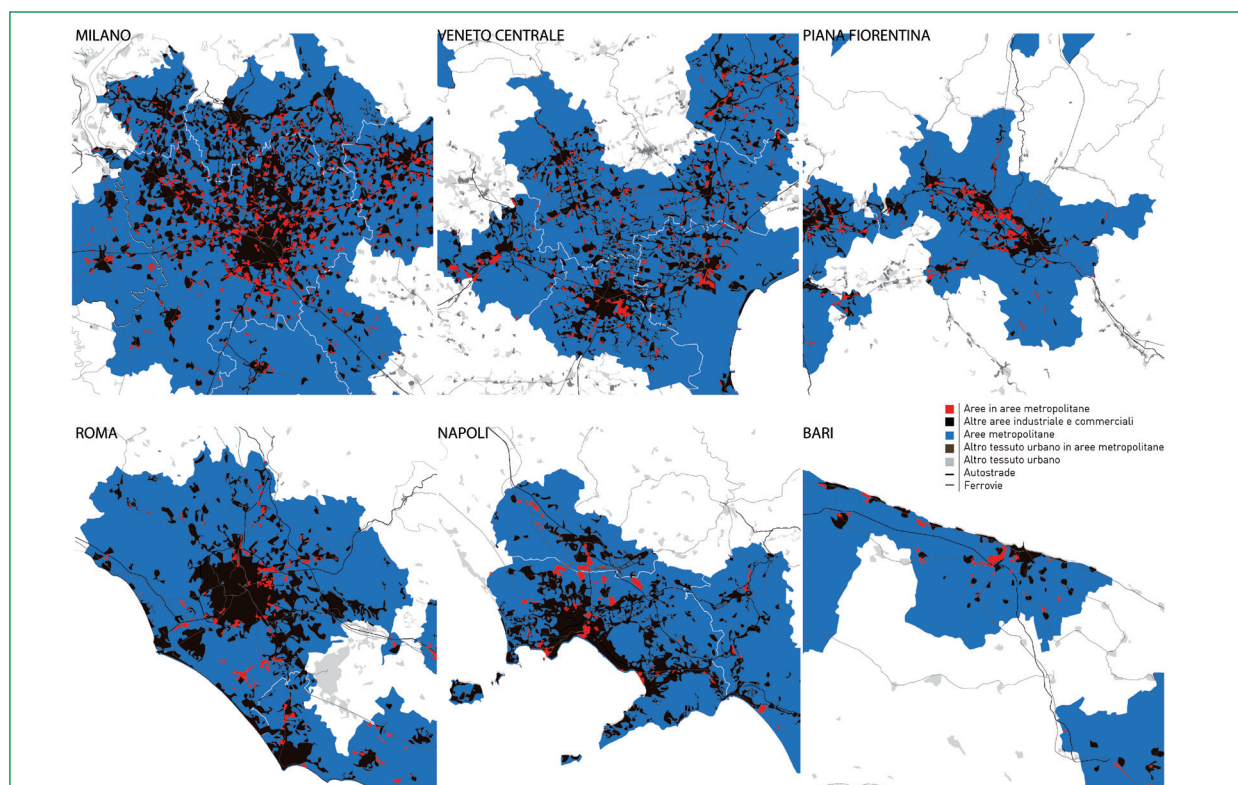 MILANO
VENETO CENTRALE
PIANA FIORENTINA
ROMA
NAPOLI
BARI
Aree in aree metropolitane
Altre aree industriale e commerciali
Aree metropolitane
Altro tessuto urbano in aree metropolitane
Altro tessuto urbano
Autostrade
Ferrovie